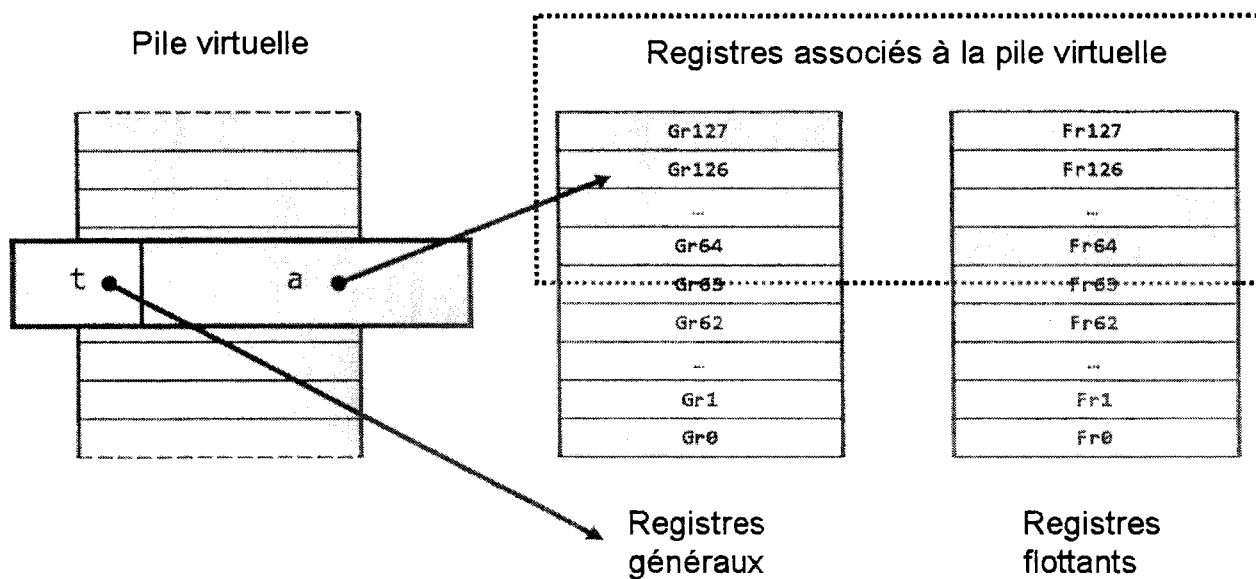 Pile virtuelle
Registres associés à la pile virtuelle
t
a
Gr127
Gr126
…
Gr64
Gr63
Gr62
…
Gr1
Gr0
Fr127
Fr126
…
Fr64
Fr63
Fr62
…
Fr1
Fr0
Registres
généraux
Registres
flottants